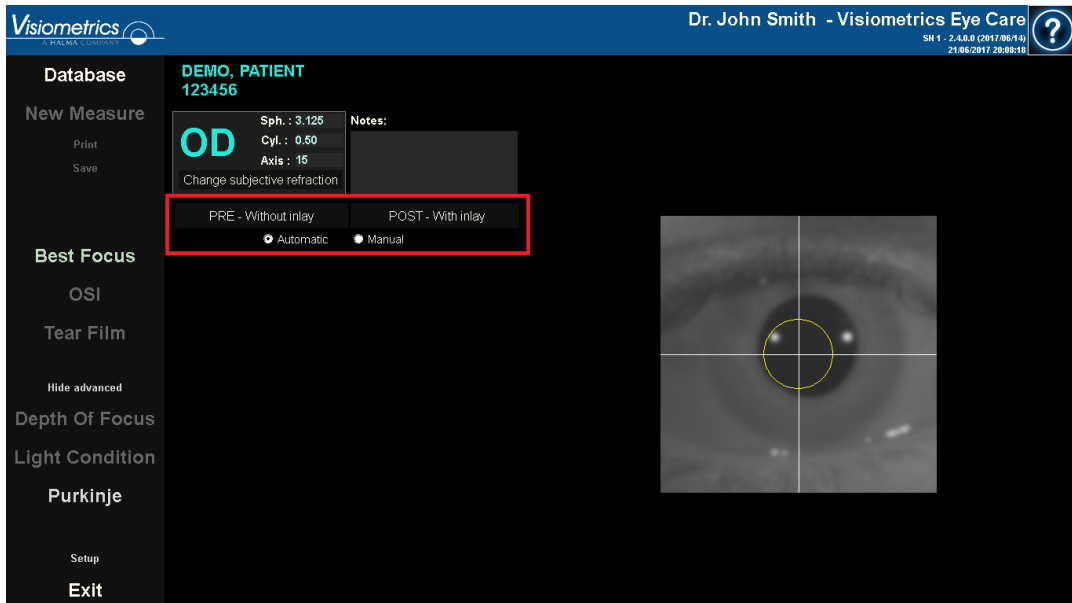 Visiometrics
A HALMA COMPANY
Dr. John Smith - Visiometrics Eye Care
SN 1 - 2.4.0.0 (2017/06/14)
21/06/2017 20:08:18
?
Database
New Measure
Print
Save
Best Focus
OSI
Tear Film
Hide advanced
Depth Of Focus
Light Condition
Purkinje
Setup
Exit
DEMO, PATIENT
123456
OD
Sph. : 3.125
Cyl. : 0.50
Axis : 15
Change subjective refraction
Notes:
PRE - Without inlay
POST - With inlay
Automatic
Manual